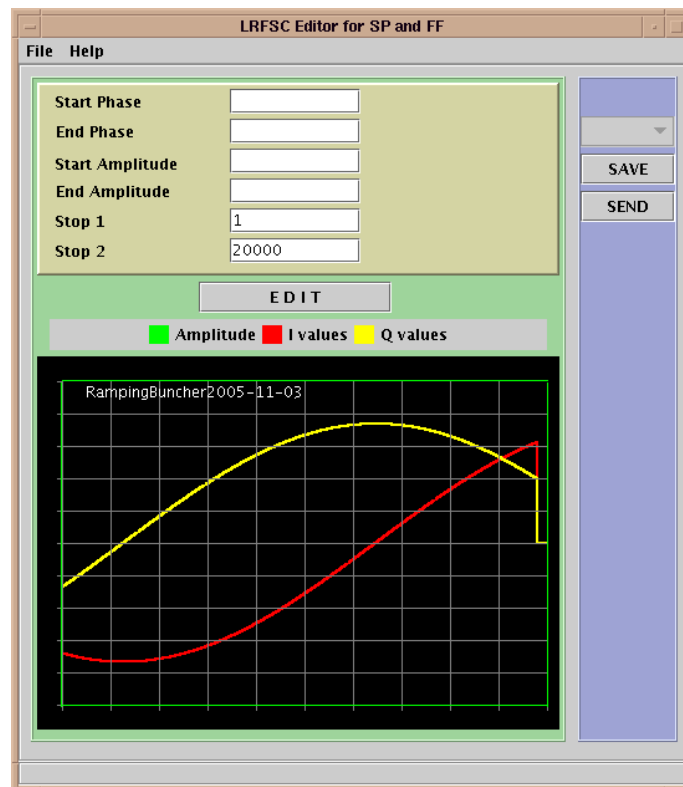 LRFSC Editor for SP and FF
File Help
Start Phase
End Phase
Start Amplitude
End Amplitude
Stop 1 1
Stop 2 20000
SAVE
SEND
E D I T
Amplitude I values Q values
RampingBuncher2005-11-03